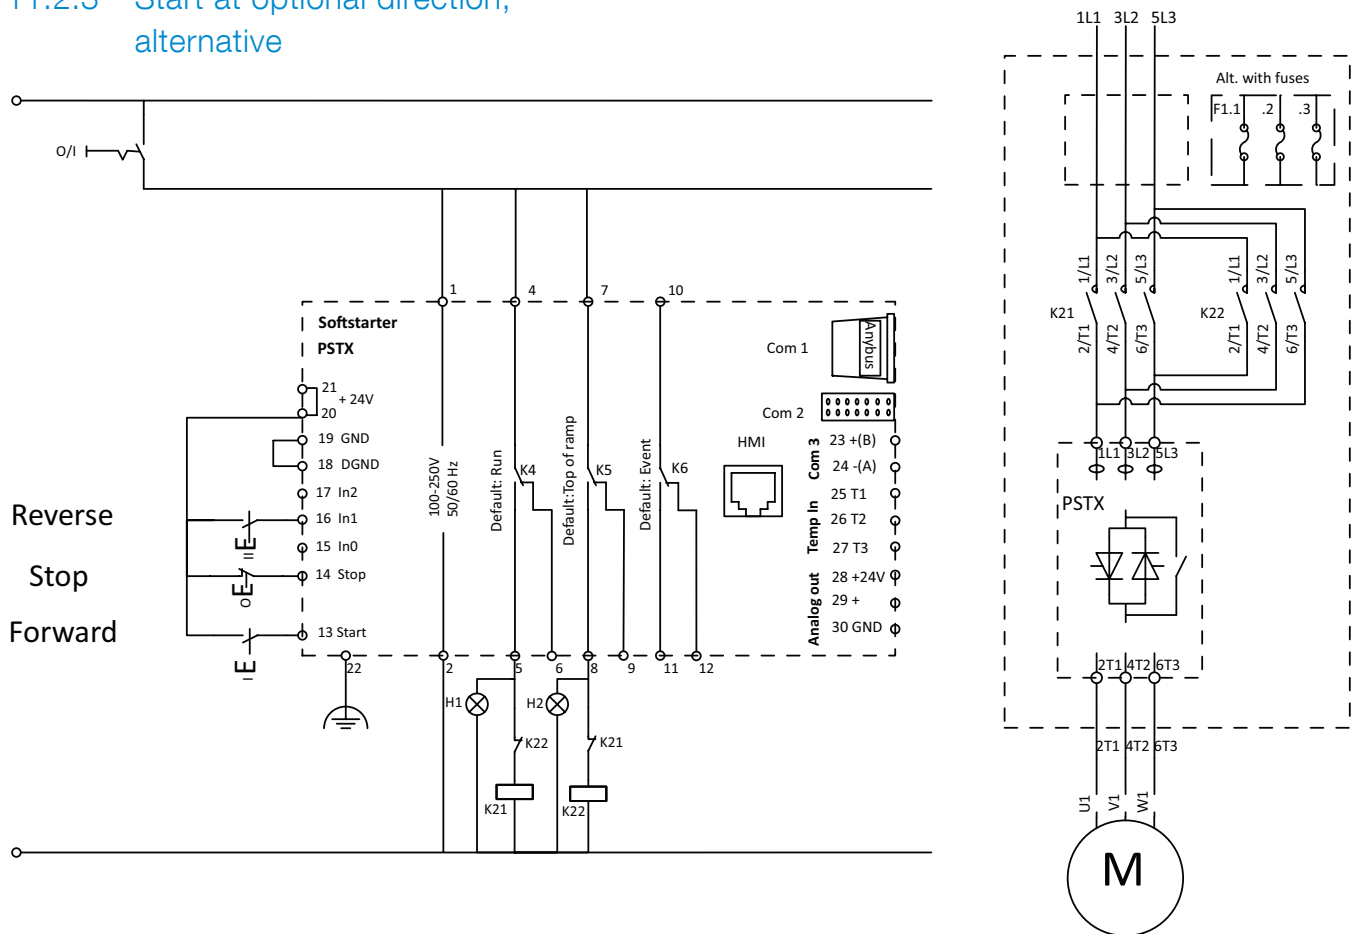 11.2.3 Start at optional direction,
alternative
O/I
1
4
7
10
Softstarter
PSTX
21
+ 24V
20
19 GND
18 DGND
17 In2
16 In1
15 In0
14 Stop
13 Start
Reverse
Stop
Forward
II
O
I
100-250V
50/60 Hz
Default: Run
K4
Default:Top of ramp
K5
Default: Event
K6
Com 1
Anybus
Com 2
HMI
Com 3
23 +(B)
24 -(A)
Temp In
25 T1
26 T2
27 T3
Analog out
28 +24V
29 +
30 GND
22
2
5
6
8
9
11
12
H1
H2
K22
K21
K21
K22
1L1 3L2 5L3
Alt. with fuses
F1.1 .2 .3
1/L1
3/L2
5/L3
K21
2/T1
4/T2
6/T3
1/L1
3/L2
5/L3
K22
2/T1
4/T2
6/T3
1L1 3L2 5L3
PSTX
2T1 4T2 6T3
2T1 4T2 6T3
U1
V1
W1
M